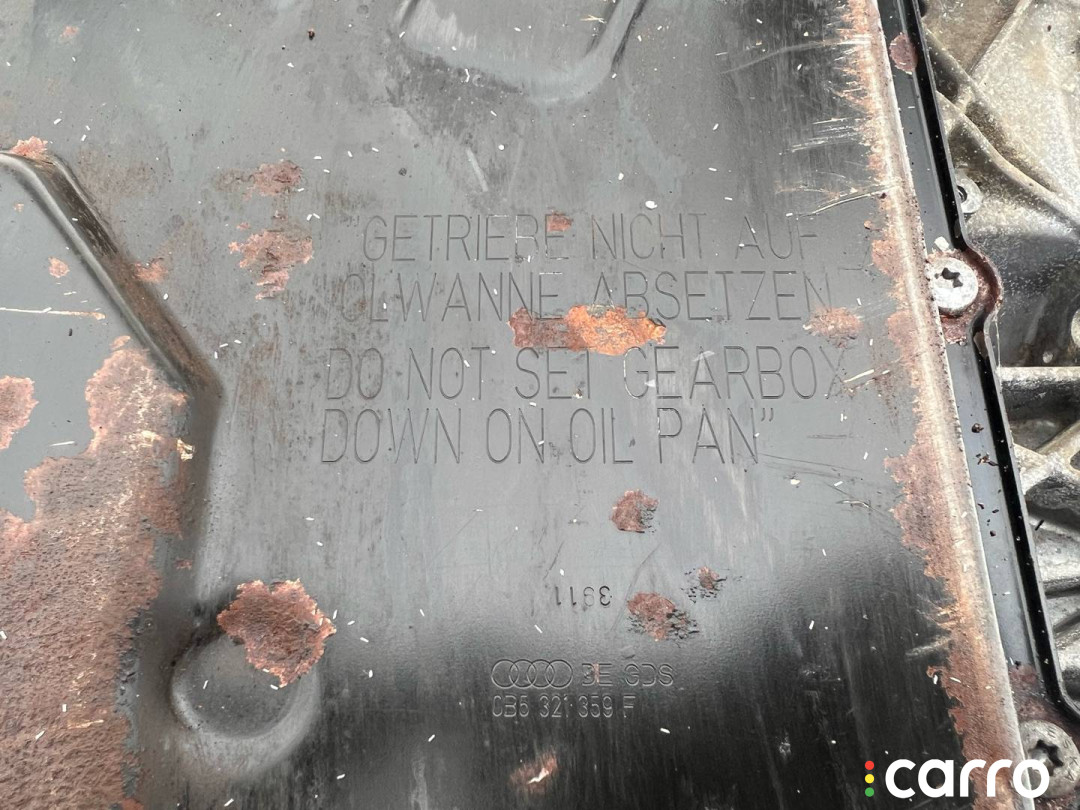 "GETRIEBE NICHT AUF
ÖLWANNE ABSETZEN
DO NOT SET GEARBOX
DOWN ON OIL PAN"
3911
BE GDS
0B5 321 359 F
carro